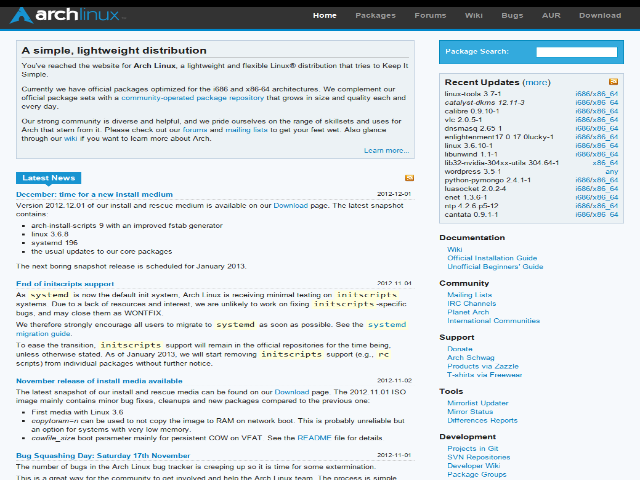 archlinux
Home Packages Forums Wiki Bugs AUR Download
A simple, lightweight distribution
You've reached the website for Arch Linux, a lightweight and flexible Linux® distribution that tries to Keep It
Simple.
Currently we have official packages optimized for the i686 and x86-64 architectures. We complement our
official package sets with a community-operated package repository that grows in size and quality each and
every day.
Our strong community is diverse and helpful, and we pride ourselves on the range of skillsets and uses for
Arch that stem from it. Please check out our forums and mailing lists to get your feet wet. Also glance
through our wiki if you want to learn more about Arch.
Learn more...
Latest News
December: time for a new install medium 2012-12-01
Version 2012.12.01 of our install and rescue medium is available on our Download page. The latest snapshot
contains:
arch-install-scripts 9 with an improved fstab generator
linux 3.6.8
systemd 196
the usual updates to our core packages
The next boring snapshot release is scheduled for January 2013.
End of initscripts support 2012-11-04
As systemd is now the default init system, Arch Linux is receiving minimal testing on initscripts
systems. Due to a lack of resources and interest, we are unlikely to work on fixing initscripts-specific
bugs, and may close them as WONTFIX.
We therefore strongly encourage all users to migrate to systemd as soon as possible. See the systemd
migration guide.
To ease the transition, initscripts support will remain in the official repositories for the time being,
unless otherwise stated. As of January 2013, we will start removing initscripts support (e.g., rc
scripts) from individual packages without further notice.
November release of install media available 2012-11-02
The latest snapshot of our install and rescue media can be found on our Download page. The 2012.11.01 ISO
image mainly contains minor bug fixes, cleanups and new packages compared to the previous one:
First media with Linux 3.6
copytoram=n can be used to not copy the image to RAM on network boot. This is probably unreliable but
an option for systems with very low memory.
cowfile_size boot parameter mainly for persistent COW on VFAT. See the README file for details.
Bug Squashing Day: Saturday 17th November 2012-11-01
The number of bugs in the Arch Linux bug tracker is creeping up so it is time for some extermination.
This is a great way for the community to get involved and help the Arch Linux team. The process is simple
Package Search:
Recent Updates (more)
linux-tools 3.7-1 i686/x86_64
catalyst-dkms 12.11-3
calibre 0.9.10-1 i686/x86_64
vlc 2.0.5-1 i686/x86_64
dnsmasq 2.65-1 i686/x86_64
enlightenment17 0.17.0lucky-1 i686/x86_64
linux 3.6.10-1 i686/x86_64
libunwind 1.1-1 i686/x86_64
lib32-nvidia-304xx-utils 304.64-1 x86_64
wordpress 3.5-1 any
python-pymongo 2.4.1-1 i686/x86_64
luasocket 2.0.2-4 i686/x86_64
enet 1.3.6-1 i686/x86_64
ntp 4.2.6.p5-12 i686/x86_64
cantata 0.9.1-1 i686/x86_64
Documentation
Wiki
Official Installation Guide
Unofficial Beginners' Guide
Community
Mailing Lists
IRC Channels
Planet Arch
International Communities
Support
Donate
Arch Schwag
Products via Zazzle
T-shirts via Freewear
Tools
Mirrorlist Updater
Mirror Status
Differences Reports
Development
Projects in Git
SVN Repositories
Developer Wiki
Package Groups